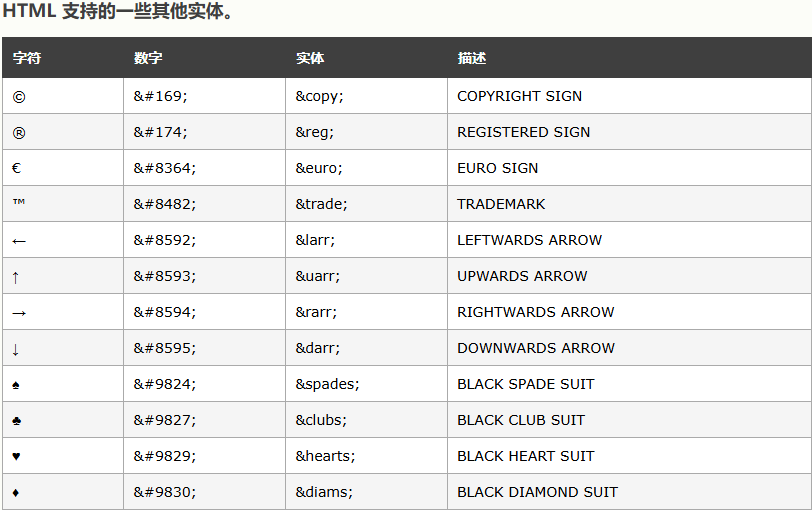 HTML 支持的一些其他实体。
字符 数字 实体 描述
© &#169; &copy; COPYRIGHT SIGN
® &#174; &reg; REGISTERED SIGN
€ &#8364; &euro; EURO SIGN
™ &#8482; &trade; TRADEMARK
← &#8592; &larr; LEFTWARDS ARROW
↑ &#8593; &uarr; UPWARDS ARROW
→ &#8594; &rarr; RIGHTWARDS ARROW
↓ &#8595; &darr; DOWNWARDS ARROW
♠ &#9824; &spades; BLACK SPADE SUIT
♣ &#9827; &clubs; BLACK CLUB SUIT
♥ &#9829; &hearts; BLACK HEART SUIT
♦ &#9830; &diams; BLACK DIAMOND SUIT